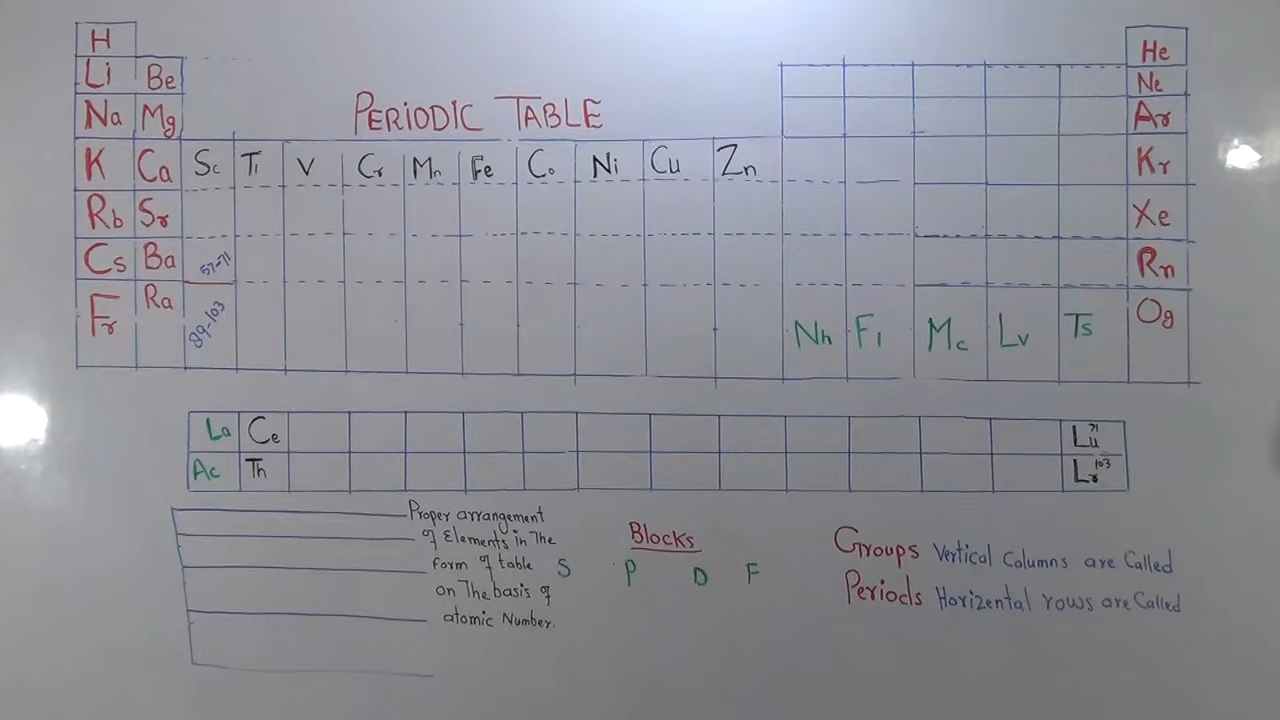 H He
Li Be Ne
Na Mg PERIODIC TABLE Ar
K Ca Sc Ti V Cr Mn Fe Co Ni Cu Zn Kr
Rb Sr Xe
Cs Ba 57-71 Rn
Fr Ra 89-103 Nh Fl Mc Lv Ts Og
La Ce Lu 71
Ac Th Lr 103
Proper arrangement
of Elements in The
form of table
on The basis of
atomic Number.
Blocks
S P D F
Groups Vertical Columns are Called
Periods Horizental rows are Called